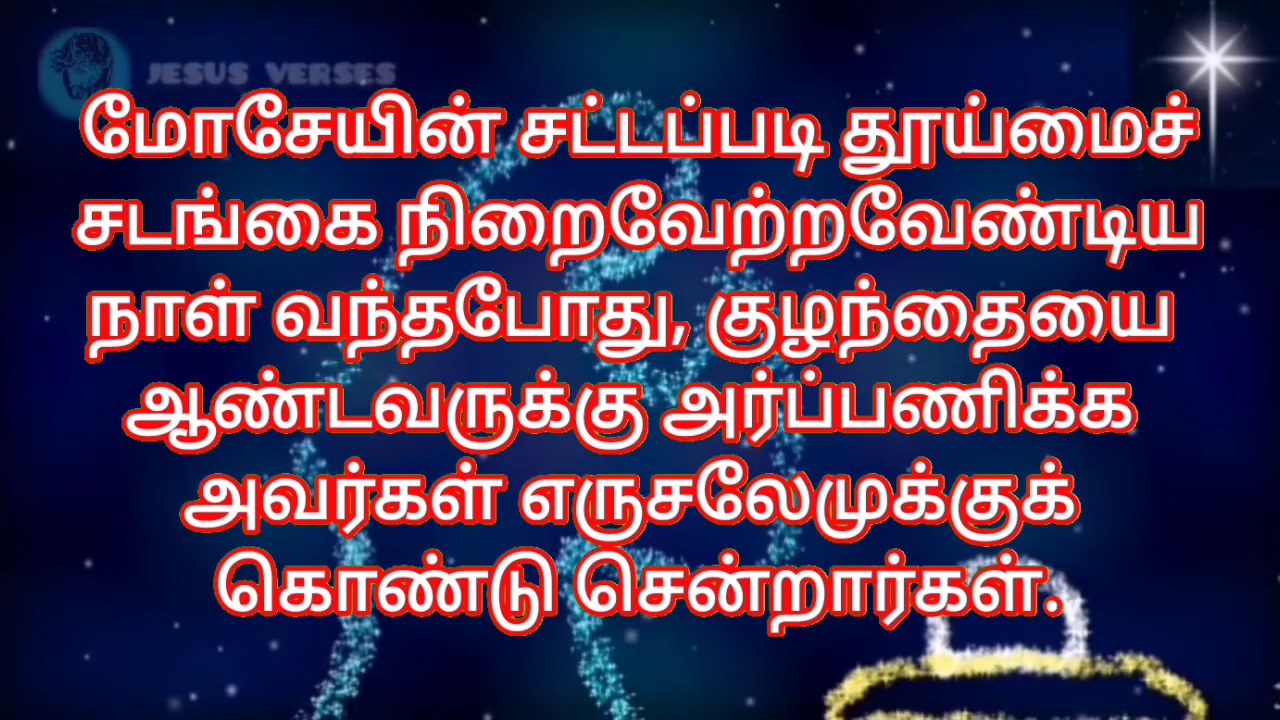 JESUS VERSES
மோசேயின் சட்டப்படி தூய்மைச்
சடங்கை நிறைவேற்றவேண்டிய
நாள் வந்தபோது, குழந்தையை
ஆண்டவருக்கு அர்ப்பணிக்க
அவர்கள் எருசலேமுக்குக்
கொண்டு சென்றார்கள்.